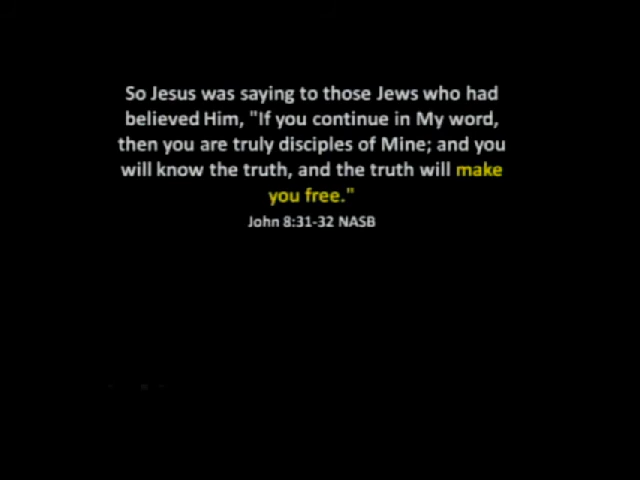 So Jesus was saying to those Jews who had
believed Him, "If you continue in My word,
then you are truly disciples of Mine; and you
will know the truth, and the truth will make
you free."
John 8:31-32 NASB